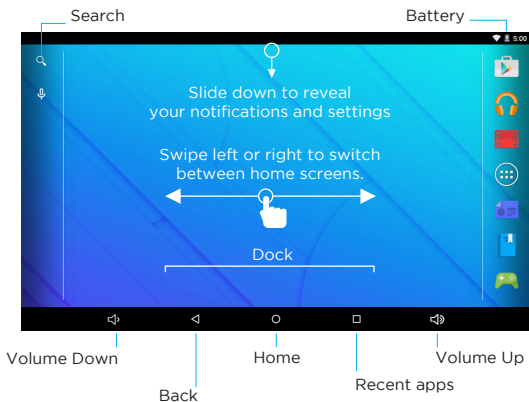 Search
Battery
5:00
Slide down to reveal
your notifications and settings
Swipe left or right to switch
between home screens.
Dock
Volume Down
Back
Home
Recent apps
Volume Up